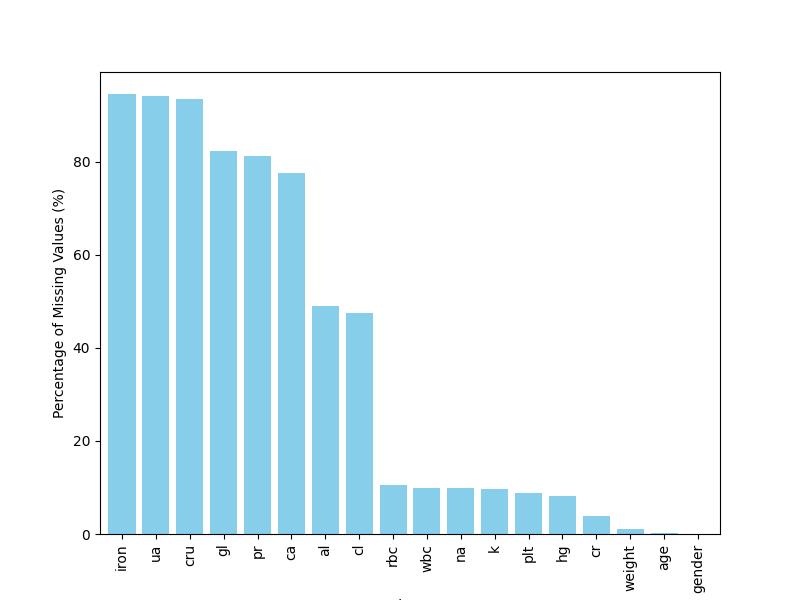 Percentage of Missing Values (%)
80
60
40
20
0
iron
ua
cru
gl
pr
ca
al
cl
rbc
wbc
na
k
plt
hg
cr
weight
age
gender